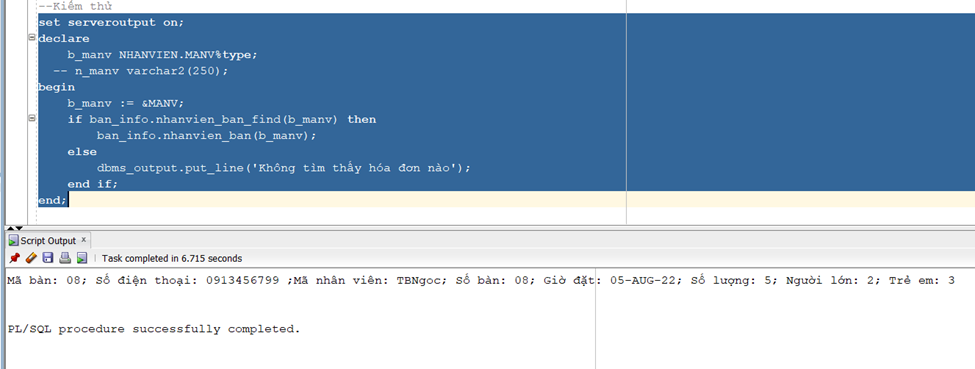 --Kiểm thử
set serveroutput on;
declare
b_manv NHANVIEN.MANV%type;
-- n_manv varchar2(250);
begin
b_manv := &MANV;
if ban_info.nhanvien_ban_find(b_manv) then
ban_info.nhanvien_ban(b_manv);
else
dbms_output.put_line('Không tìm thấy hóa đơn nào');
end if;
end;
Script Output x
Task completed in 6.715 seconds
Mã bàn: 08; Số điện thoại: 0913456799 ;Mã nhân viên: TBNgoc; Số bàn: 08; Giờ đặt: 05-AUG-22; Số lượng: 5; Người lớn: 2; Trẻ em: 3
PL/SQL procedure successfully completed.